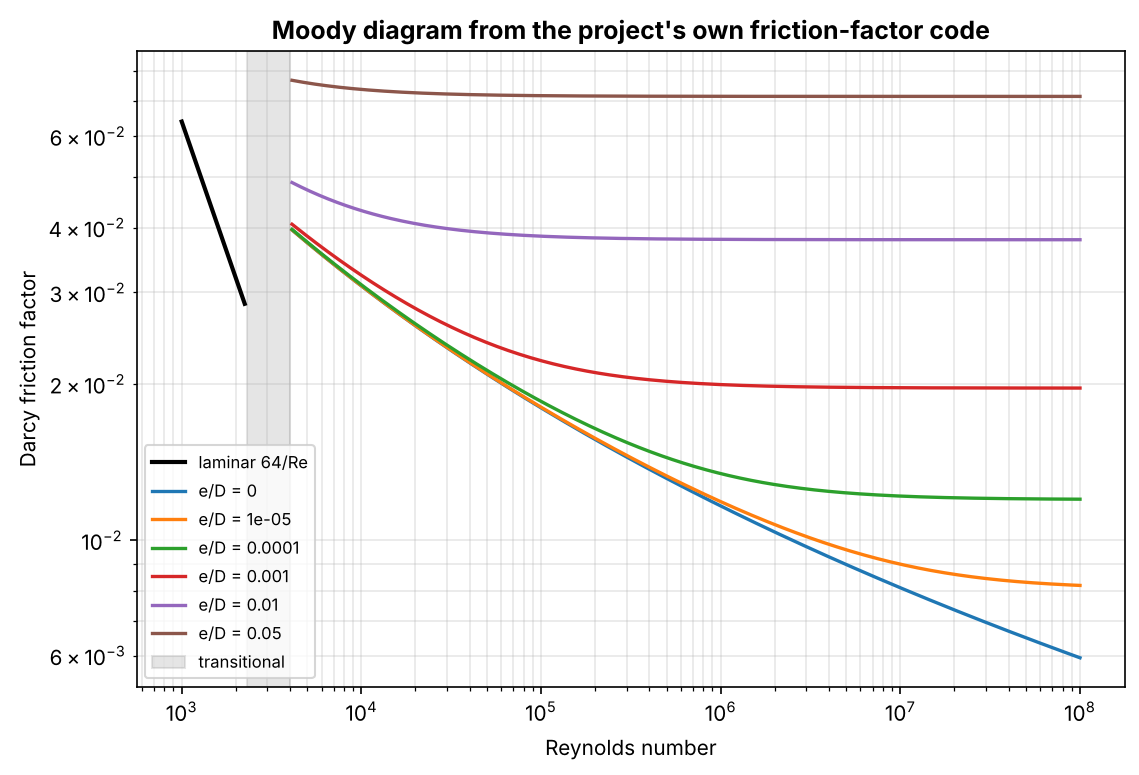 Moody diagram from the project's own friction-factor code
Darcy friction factor
6 × 10⁻²
4 × 10⁻²
3 × 10⁻²
2 × 10⁻²
10⁻²
6 × 10⁻³
laminar 64/Re
e/D = 0
e/D = 1e-05
e/D = 0.0001
e/D = 0.001
e/D = 0.01
e/D = 0.05
transitional
10³ 10⁴ 10⁵ 10⁶ 10⁷ 10⁸
Reynolds number